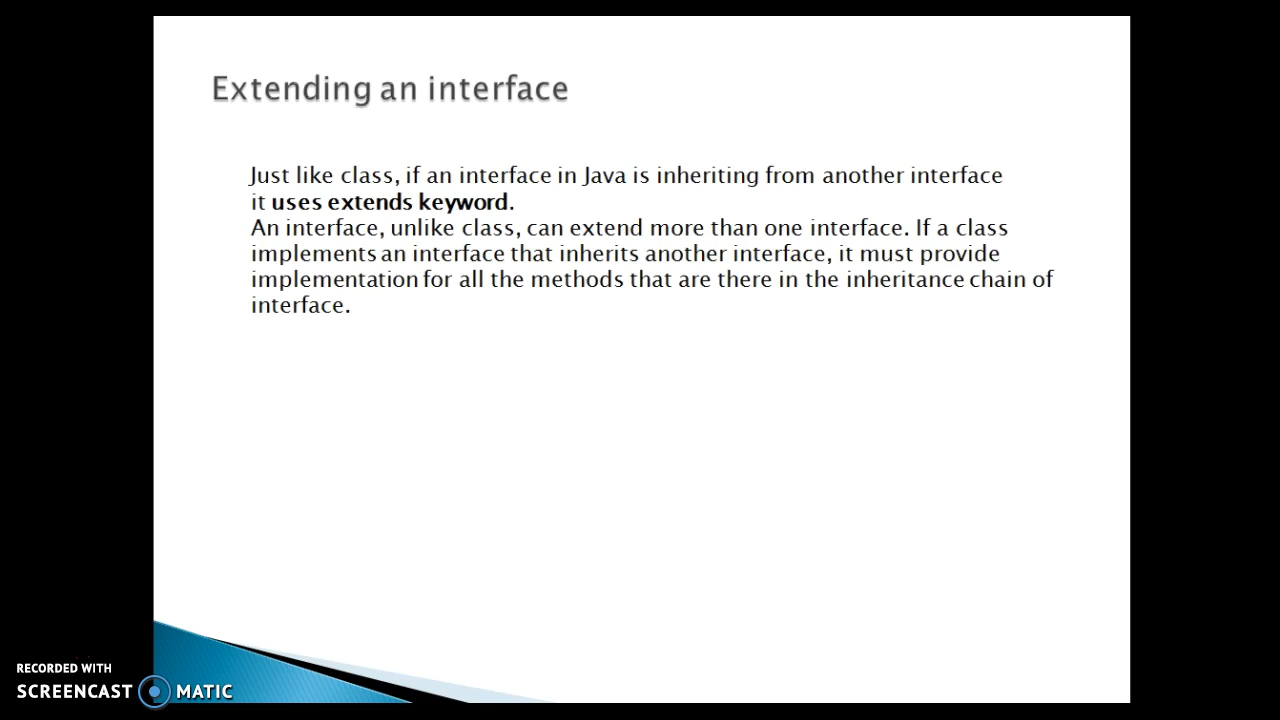 Extending an interface
Just like class, if an interface in Java is inheriting from another interface
it uses extends keyword.
An interface, unlike class, can extend more than one interface. If a class
implements an interface that inherits another interface, it must provide
implementation for all the methods that are there in the inheritance chain of
interface.
RECORDED WITH
SCREENCAST MATIC